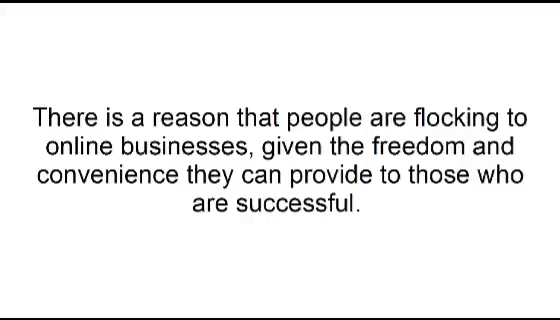 There is a reason that people are flocking to
online businesses, given the freedom and
convenience they can provide to those who
are successful.